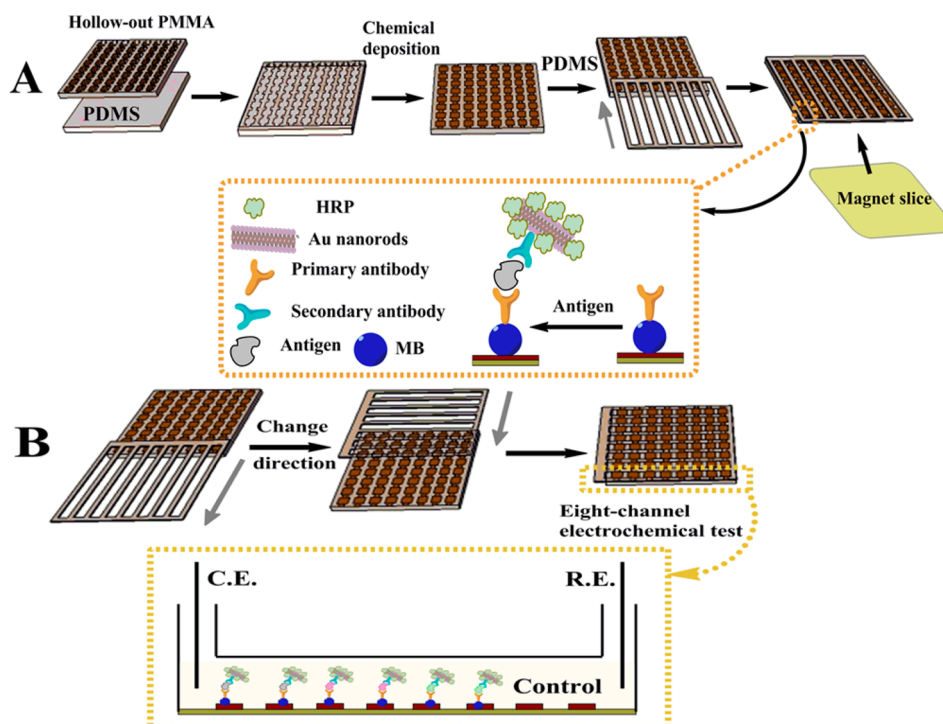 Hollow-out PMMA
A
PDMS
Chemical
deposition
PDMS
Magnet slice
HRP
Au nanorods
Primary antibody
Secondary antibody
Antigen
MB
Antigen
B
Change
direction
Eight-channel
electrochemical test
C.E.
R.E.
Control